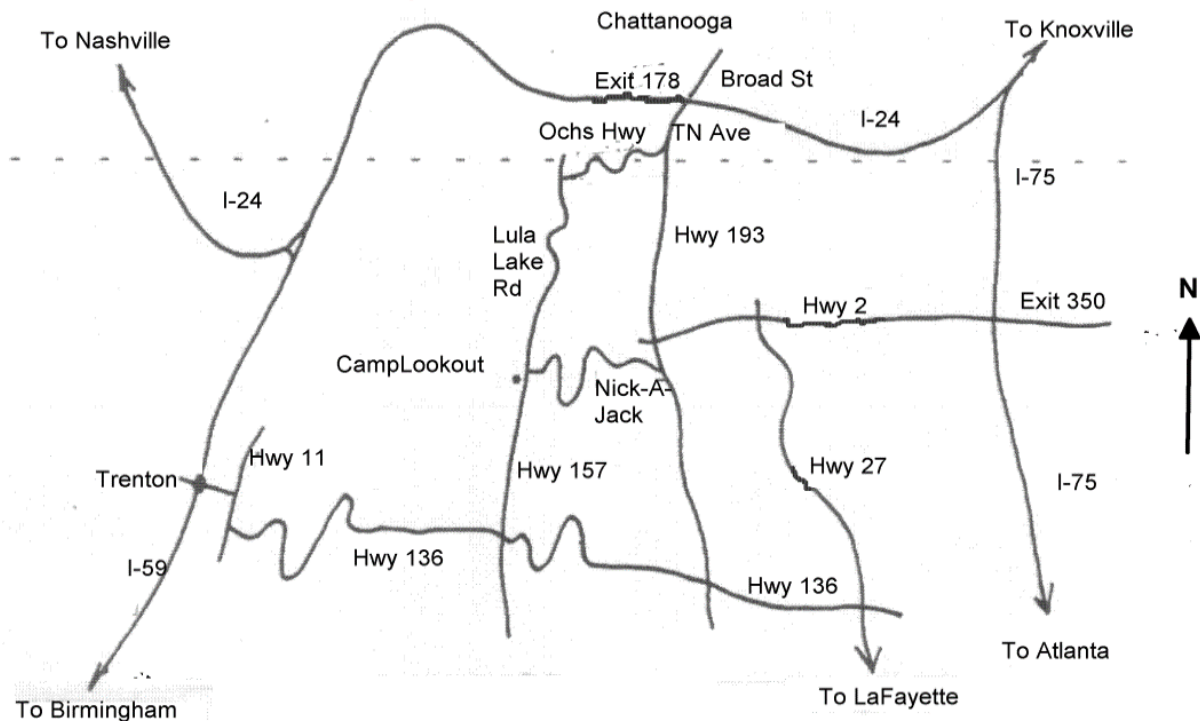 Chattanooga
To Nashville
To Knoxville
Exit 178
Broad St
I-24
Ochs Hwy
TN Ave
I-75
I-24
Lula
Lake
Rd
Hwy 193
N
Hwy 2
Exit 350
CampLookout
Nick-A-
Jack
Hwy 11
Trenton
Hwy 157
Hwy 27
I-75
I-59
Hwy 136
Hwy 136
To Atlanta
To LaFayette
To Birmingham